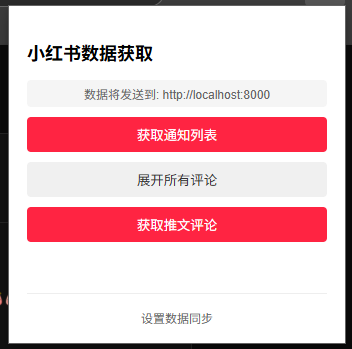 小红书数据获取
数据将发送到: http://localhost:8000
获取通知列表
展开所有评论
获取推文评论
设置数据同步